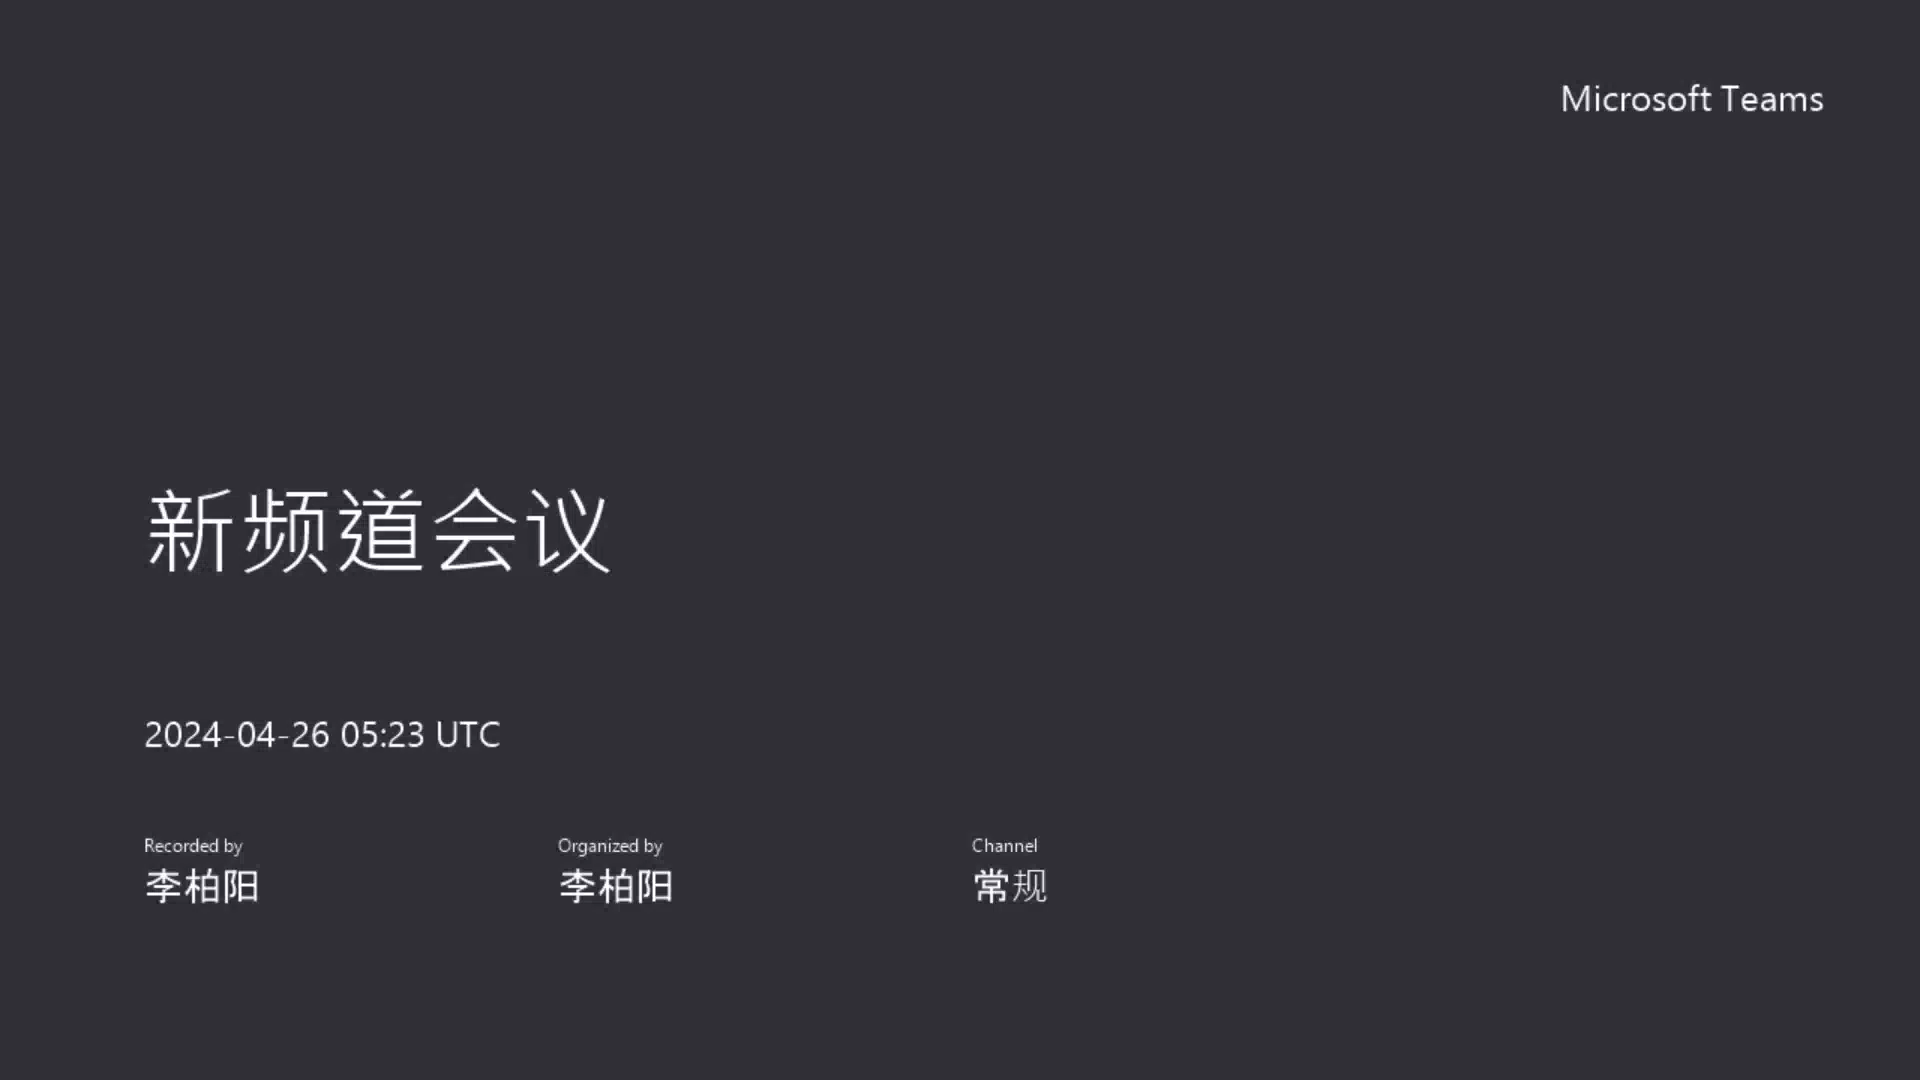 Microsoft Teams
新频道会议
2024-04-26 05:23 UTC
Recorded by
李柏阳
Organized by
李柏阳
Channel
常规